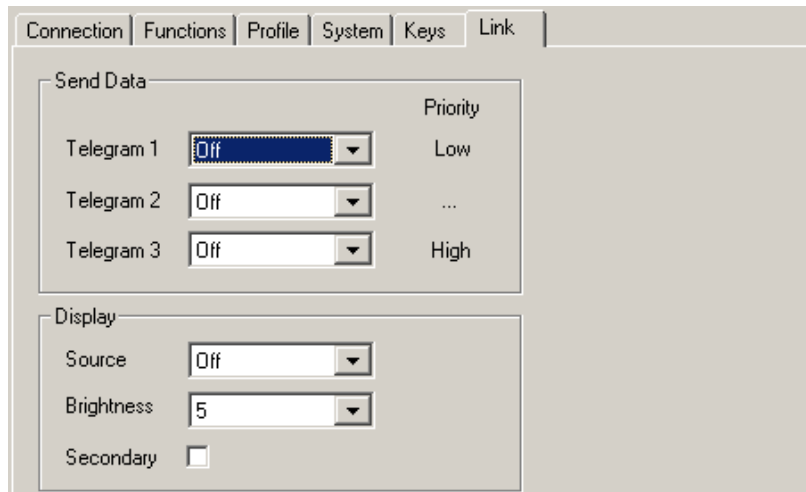 Connection Functions Profile System Keys Link
Send Data
Priority
Telegram 1 Off Low
Telegram 2 Off ...
Telegram 3 Off High
Display
Source Off
Brightness 5
Secondary